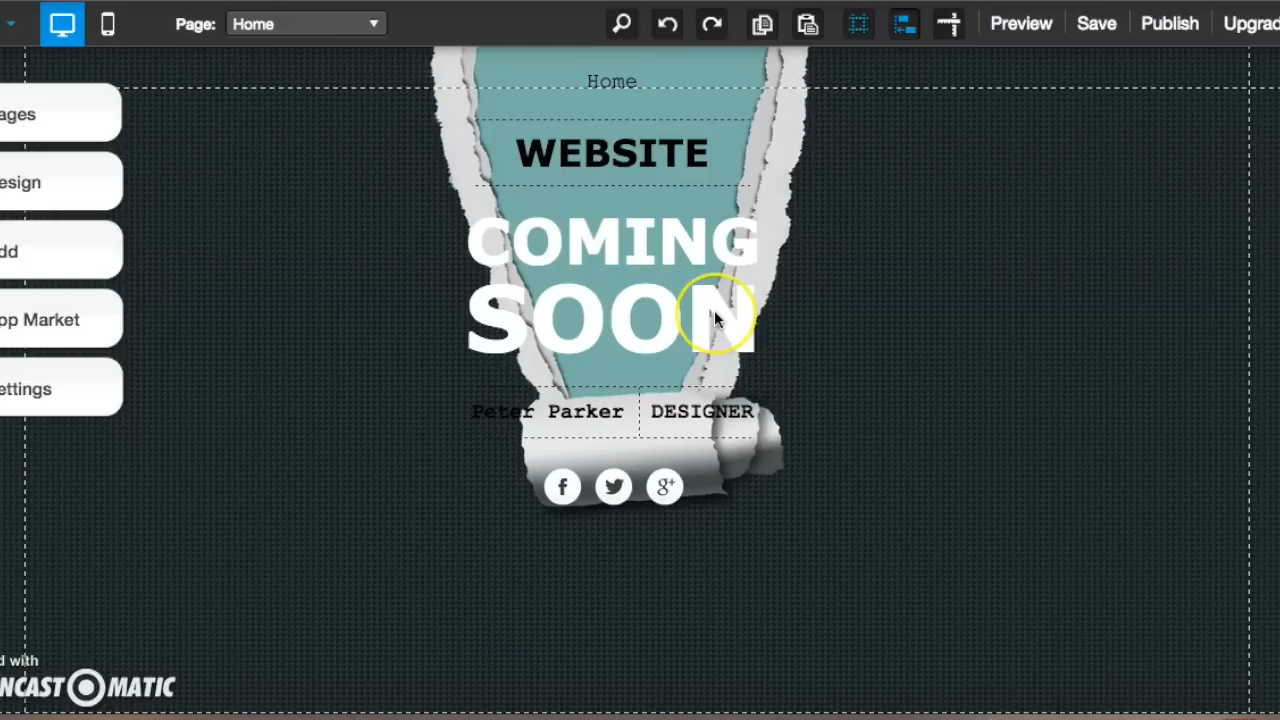 Page: Home Preview Save Publish Upgrad
ages
esign
dd
pp Market
ettings
Home
WEBSITE
COMING
SOON
Peter Parker DESIGNER
f g+
d with
NCAST MATIC